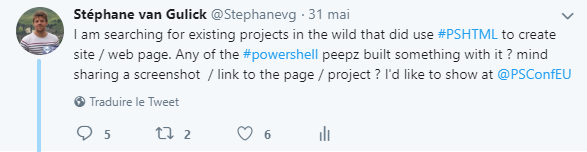 Stéphane van Gulick @Stephanevg · 31 mai
I am searching for existing projects in the wild that did use #PSHTML to create
site / web page. Any of the #powershell peepz built something with it ? mind
sharing a screenshot / link to the page / project ? I'd like to show at @PSConfEU
Traduire le Tweet
5 2 6